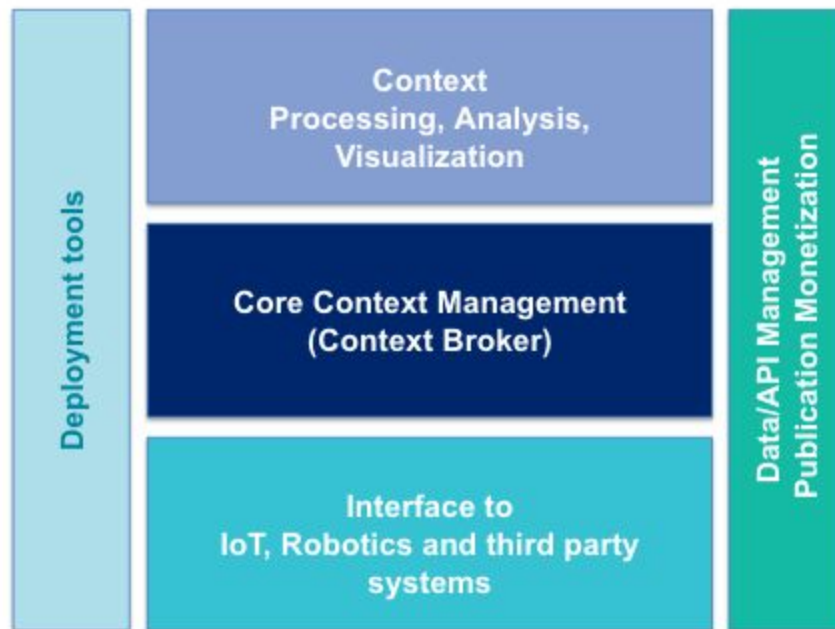 Deployment tools
Context
Processing, Analysis,
Visualization
Core Context Management
(Context Broker)
Interface to
IoT, Robotics and third party
systems
Data/API Management
Publication Monetization